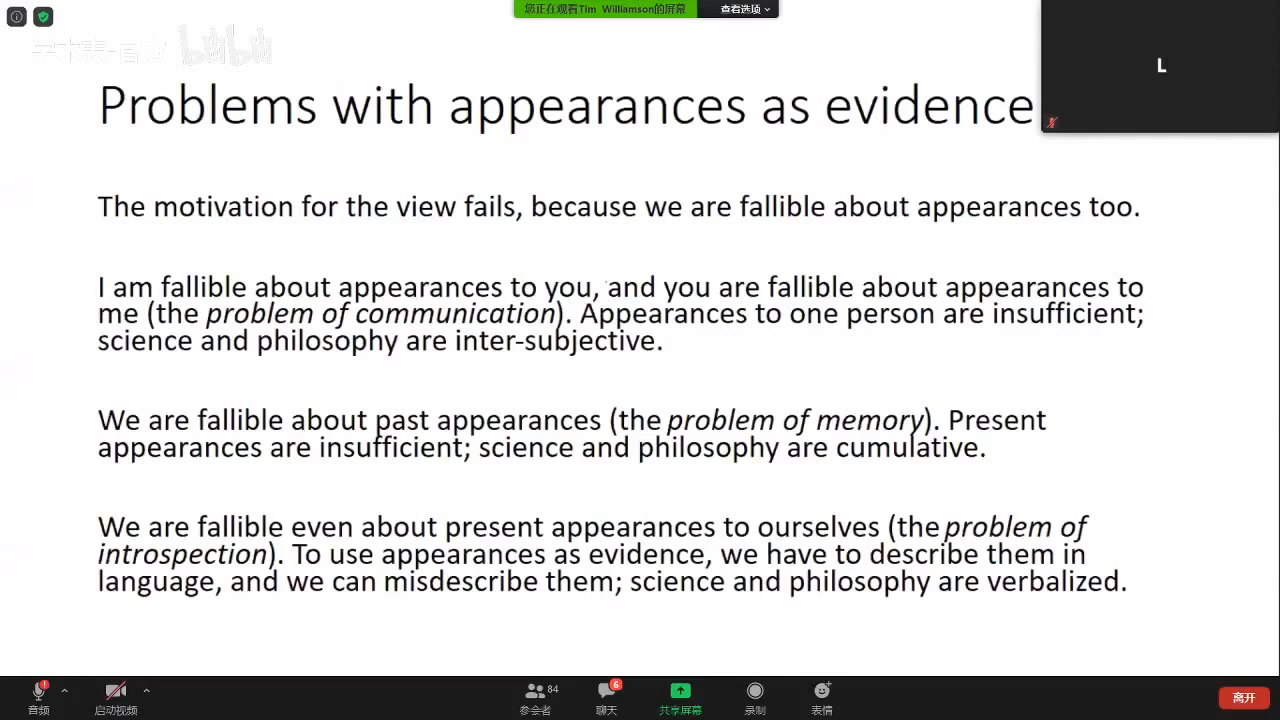 您正在观看Tim Williamson的屏幕 查看选项
bilibili
Problems with appearances as evidence
L
The motivation for the view fails, because we are fallible about appearances too.
I am fallible about appearances to you, and you are fallible about appearances to
me (the problem of communication). Appearances to one person are insufficient;
science and philosophy are inter-subjective.
We are fallible about past appearances (the problem of memory). Present
appearances are insufficient; science and philosophy are cumulative.
We are fallible even about present appearances to ourselves (the problem of
introspection). To use appearances as evidence, we have to describe them in
language, and we can misdescribe them; science and philosophy are verbalized.
84
6
音频 启动视频 参会者 聊天 共享屏幕 录制 表情 离开